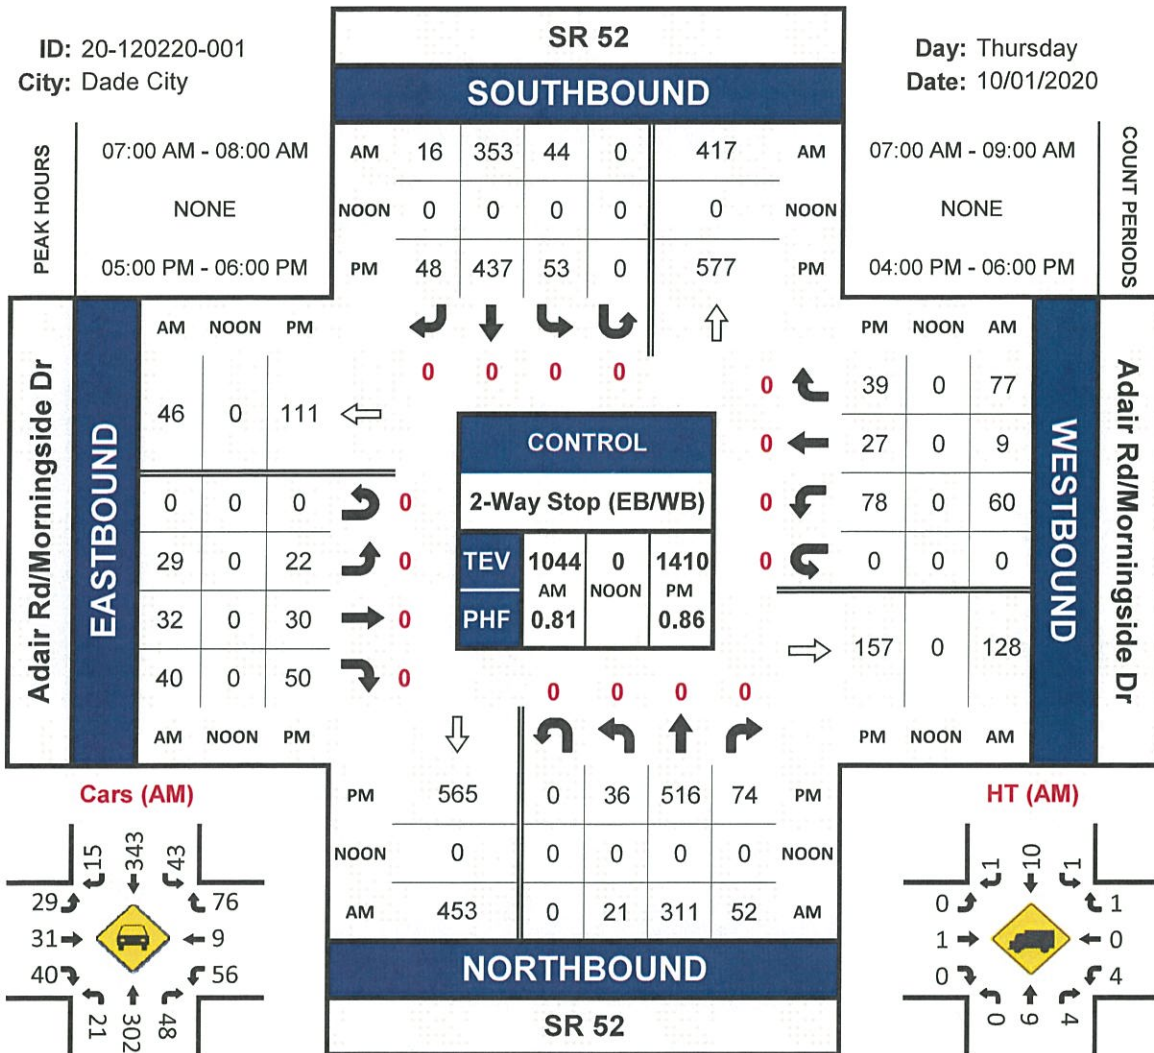 ID: 20-120220-001
City: Dade City
SR 52
SOUTHBOUND
Day: Thursday
Date: 10/01/2020
PEAK HOURS
07:00 AM - 08:00 AM
NONE
05:00 PM - 06:00 PM
AM 16 353 44 0 417 AM
NOON 0 0 0 0 0 NOON
PM 48 437 53 0 577 PM
07:00 AM - 09:00 AM
NONE
04:00 PM - 06:00 PM
COUNT PERIODS
0 0 0 0
Adair Rd/Morningside Dr
EASTBOUND
AM NOON PM
46 0 111
0 0 0 0
29 0 22 0
32 0 30 0
40 0 50 0
AM NOON PM
CONTROL
2-Way Stop (EB/WB)
TEV 1044 0 1410
AM NOON PM
PHF 0.81 0.86
PM NOON AM
0 39 0 77
0 27 0 9
0 78 0 60
0 0 0 0
157 0 128
PM NOON AM
WESTBOUND
Adair Rd/Morningside Dr
0 0 0 0
PM 565 0 36 516 74 PM
NOON 0 0 0 0 0 NOON
AM 453 0 21 311 52 AM
NORTHBOUND
SR 52
Cars (AM)
15 343 43
29 76
31 9
40 56
21 302 48
HT (AM)
1 10 1
0 1
1 0
0 4
0 9 4